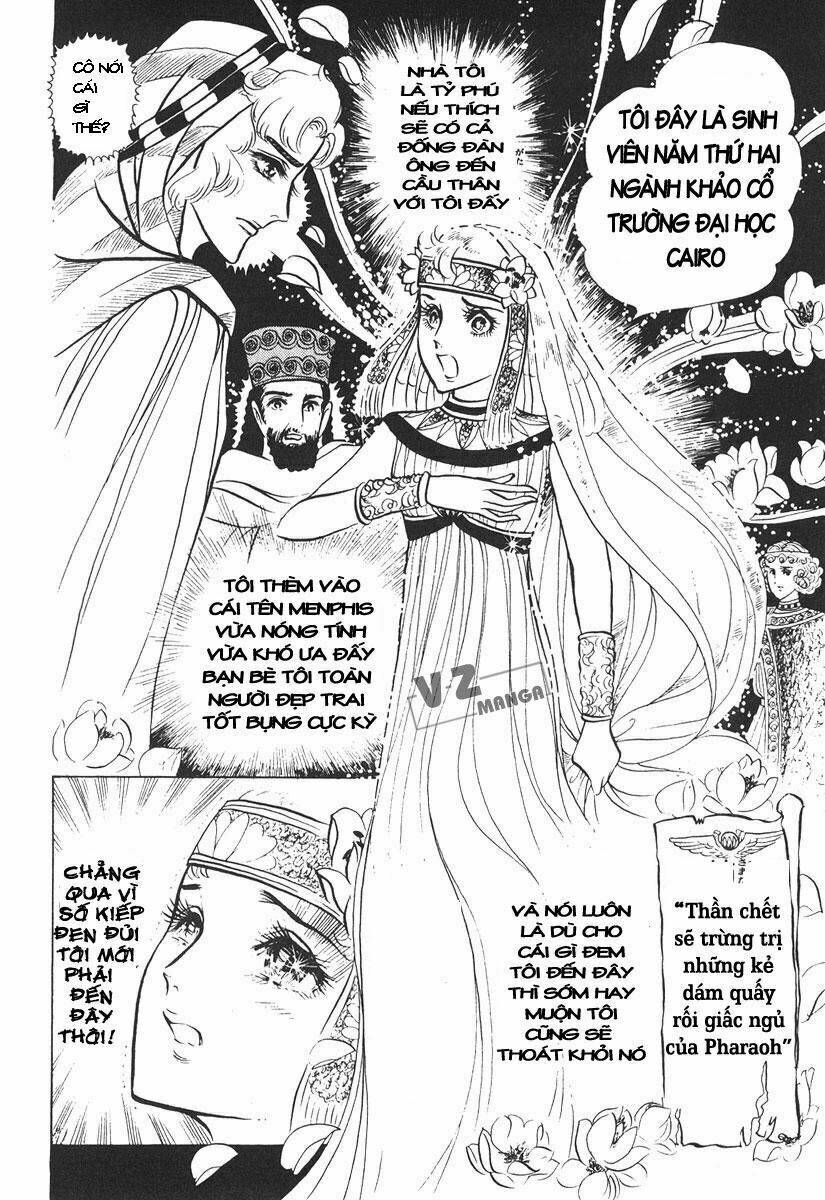 TÔI ĐÂY LÀ SINH
VIÊN NĂM THỨ HAI
NGÀNH KHẢO CỔ
TRƯỜNG ĐẠI HỌC
CAIRO
NHÀ TÔI
LÀ TỶ PHÚ
NẾU THÍCH
SẼ CÓ CẢ
ĐỐNG ĐÀN
ÔNG ĐẾN
CẦU THÂN
VỚI TÔI ĐẤY
CÔ NÓI
CÁI
GÌ
THẾ?
TÔI THÈM VÀO
CÁI TÊN MENPHIS
VỪA NÓNG TÍNH
VỪA KHÓ ƯA ĐẤY
BẠN BÈ TÔI TOÀN
NGƯỜI ĐẸP TRAI
TỐT BỤNG CỰC KỲ
V-Z
MANGA
"Thần chết
sẽ trừng trị
những kẻ
dám quấy
rối giấc ngủ
của Pharaoh"
VÀ NÓI LUÔN
LÀ DÙ CHO
CÁI GÌ ĐEM
TÔI ĐẾN ĐÂY
THÌ SỚM HAY
MUỘN TÔI
CŨNG SẼ
THOÁT KHỎI NÓ
CHẲNG
QUA VÌ
SỐ KIẾP
ĐEN ĐỦI
TÔI MỚI
PHẢI
ĐẾN
ĐÂY
THÔI!